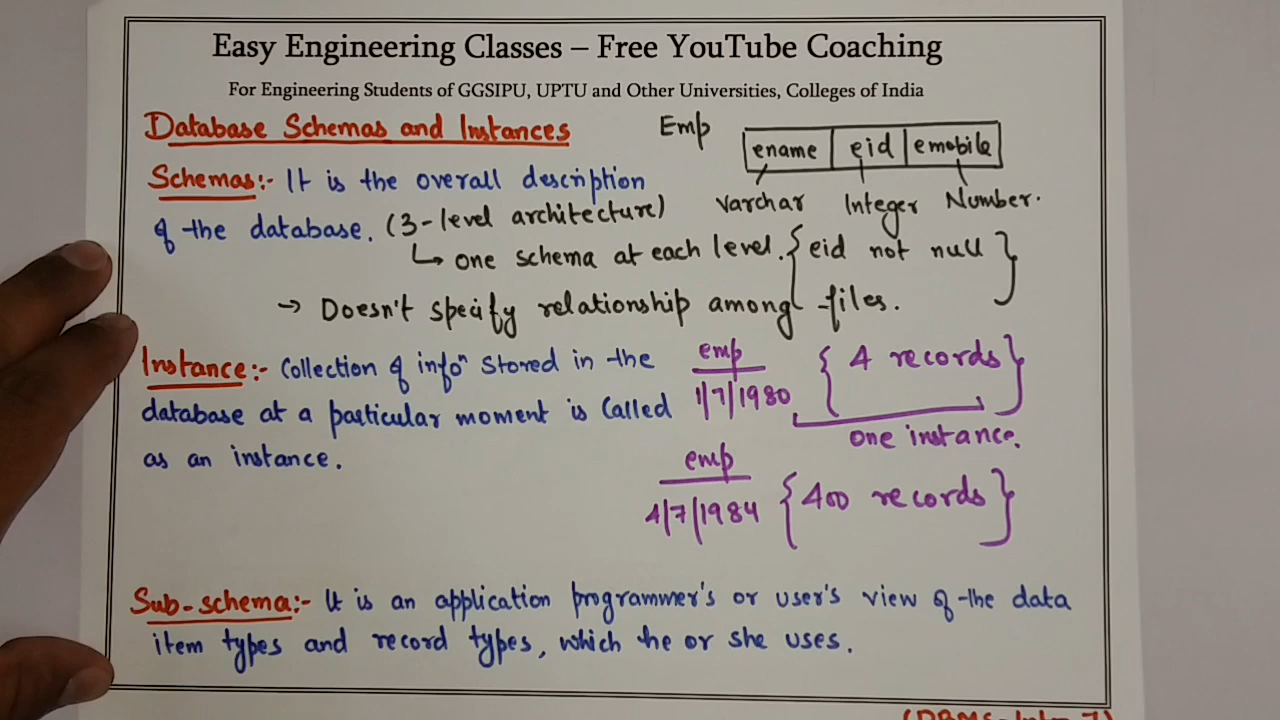 Easy Engineering Classes – Free YouTube Coaching
For Engineering Students of GGSIPU, UPTU and Other Universities, Colleges of India
Database Schemas and Instances
Emp
ename eid emobile
Varchar Integer Number.
Schemas:- It is the overall description
of the database. (3-level architecture)
↳ one schema at each level.
{eid not null}
→ Doesn't specify relationship among files.
Instance:- Collection of infoⁿ stored in the
database at a particular moment is called
as an instance.
emp
1/7/1980 {4 records}
one instance.
emp
4/7/1984 {400 records}
Sub-schema:- It is an application programmer's or user's view of the data
item types and record types, which he or she uses.